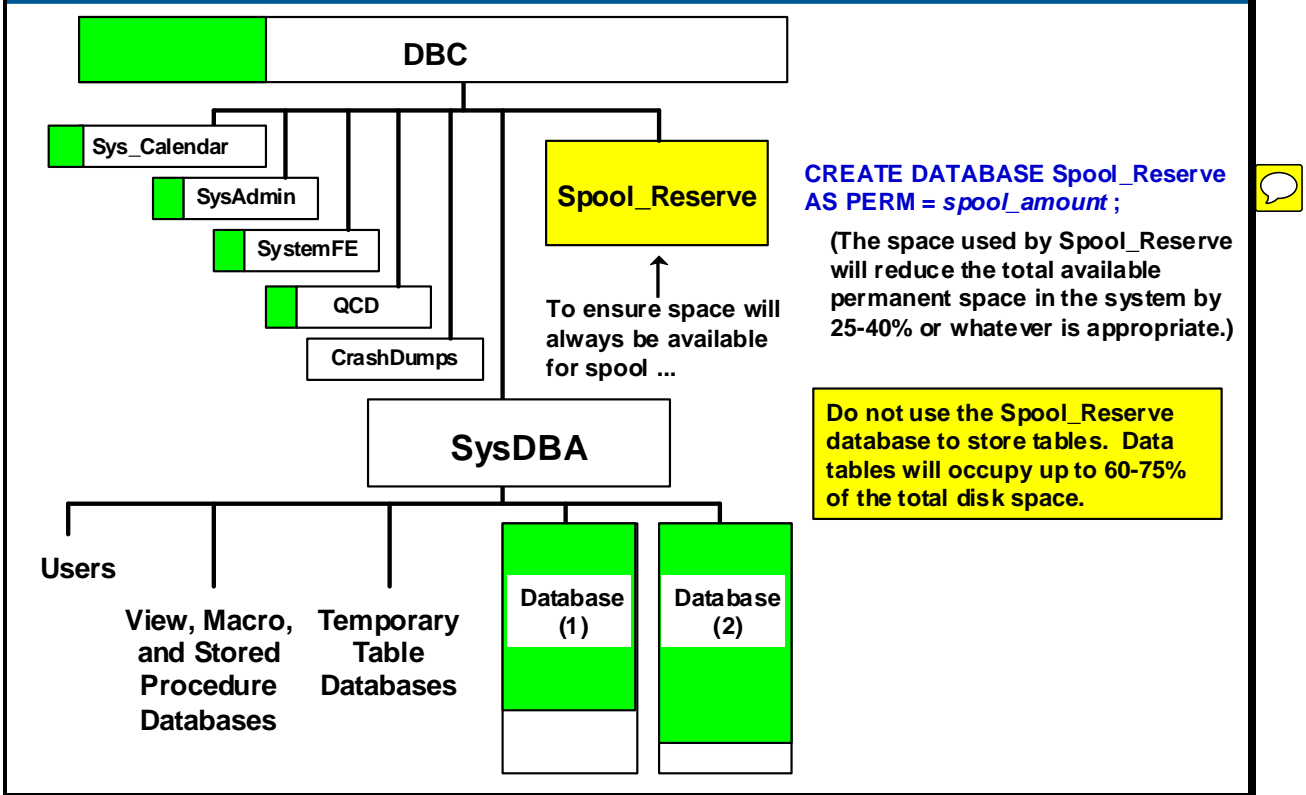 DBC
Sys_Calendar
SysAdmin
SystemFE
QCD
CrashDumps
Spool_Reserve
To ensure space will
always be available
for spool ...
CREATE DATABASE Spool_Reserve
AS PERM = spool_amount ;
(The space used by Spool_Reserve
will reduce the total available
permanent space in the system by
25-40% or whatever is appropriate.)
Do not use the Spool_Reserve
database to store tables. Data
tables will occupy up to 60-75%
of the total disk space.
SysDBA
Users
View, Macro,
and Stored
Procedure
Databases
Temporary
Table
Databases
Database
(1)
Database
(2)